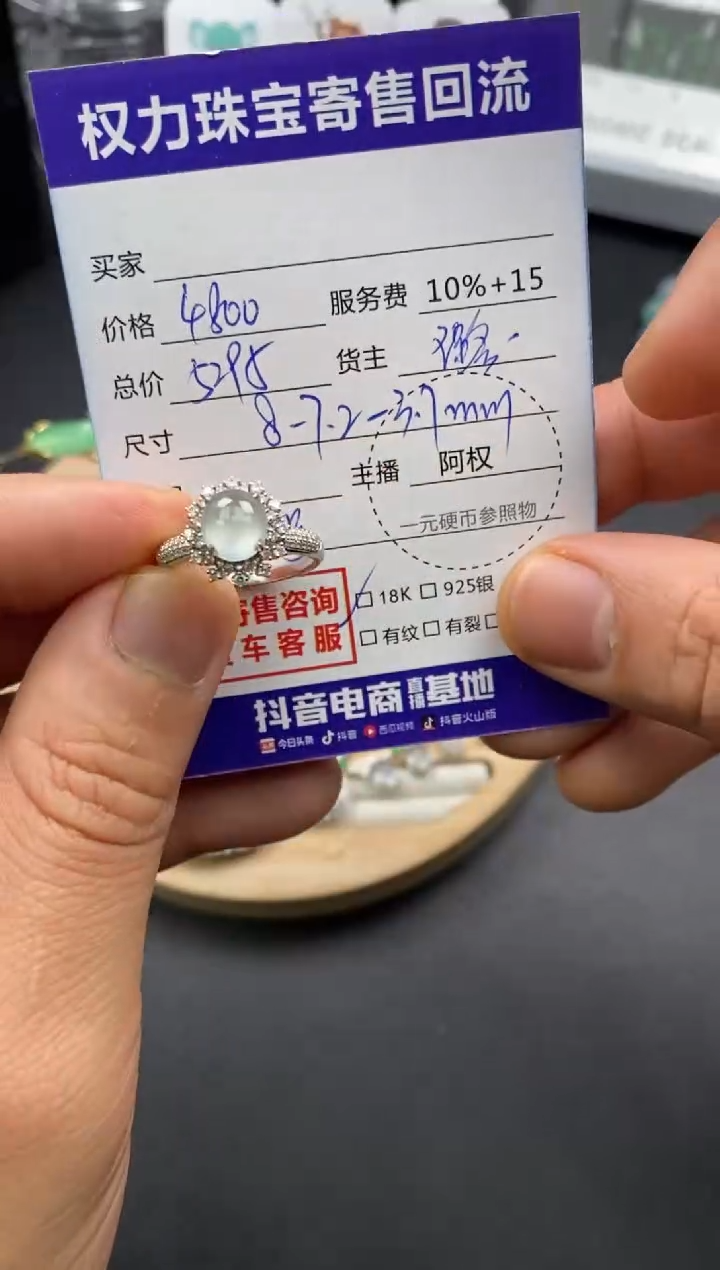 权力珠宝寄售回流
买家
价格 4800 服务费 10%+15
总价 5295 货主
尺寸 8-7.2-3.7mm
主播 阿权
一元硬币参照物
寄售咨询 18K 925银
车客服 有纹 有裂
抖音电商直播基地
今日头条 抖音 西瓜视频 抖音火山版